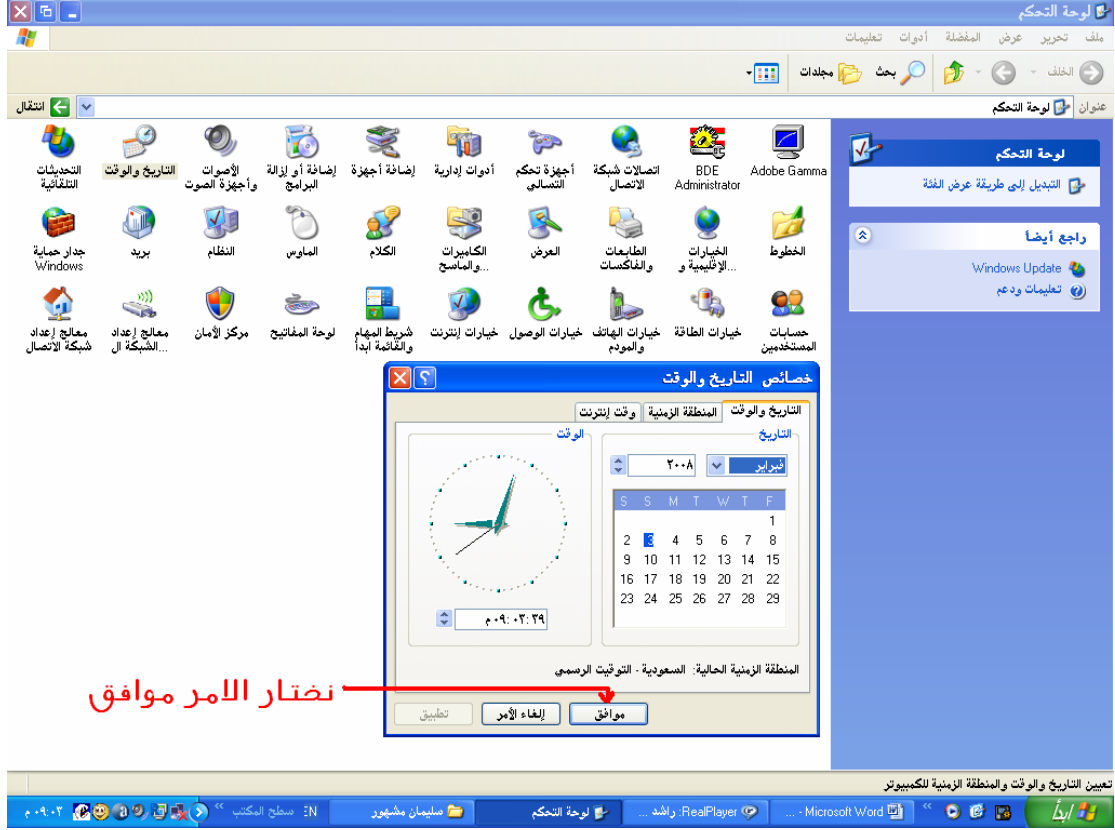 لوحة التحكم
ملف تحرير عرض المفضلة أدوات تعليمات
الخلف بحث مجلدات
عنوان لوحة التحكم انتقال
لوحة التحكم
التبديل إلى طريقة عرض الفئة
راجع أيضاً
Windows Update
تعليمات ودعم
Adobe Gamma
BDE Administrator
اتصالات شبكة الاتصال
أجهزة تحكم التسالي
أدوات إدارية
إضافة أجهزة
إضافة أو إزالة البرامج
الأصوات وأجهزة الصوت
التاريخ والوقت
التحديثات التلقائية
الخطوط
الخيارات الإقليمية و...
الطابعات والفاكسات
العرض
الكاميرات والماسح...
الكلام
الماوس
النظام
بريد
جدار حماية Windows
حسابات المستخدمين
خيارات الطاقة
خيارات الهاتف والمودم
خيارات الوصول
خيارات إنترنت
شريط المهام والقائمة ابدأ
لوحة المفاتيح
مركز الأمان
معالج إعداد الشبكة ال...
معالج إعداد شبكة الاتصال
خصائص التاريخ والوقت
التاريخ والوقت المنطقة الزمنية وقت إنترنت
التاريخ
فبراير ٢٠٠٨
S S M T W T F
1
2 3 4 5 6 7 8
9 10 11 12 13 14 15
16 17 18 19 20 21 22
23 24 25 26 27 28 29
الوقت
٠٩:٠٣:٣٩ م
المنطقة الزمنية الحالية: السعودية - التوقيت الرسمي
موافق إلغاء الأمر تطبيق
نختار الامر موافق
تعيين التاريخ والوقت والمنطقة الزمنية للكمبيوتر
ابدأ
Microsoft Word - ...
RealPlayer: راشد ...
لوحة التحكم
سليمان مشهور
سطح المكتب
٠٩:٠٣ م